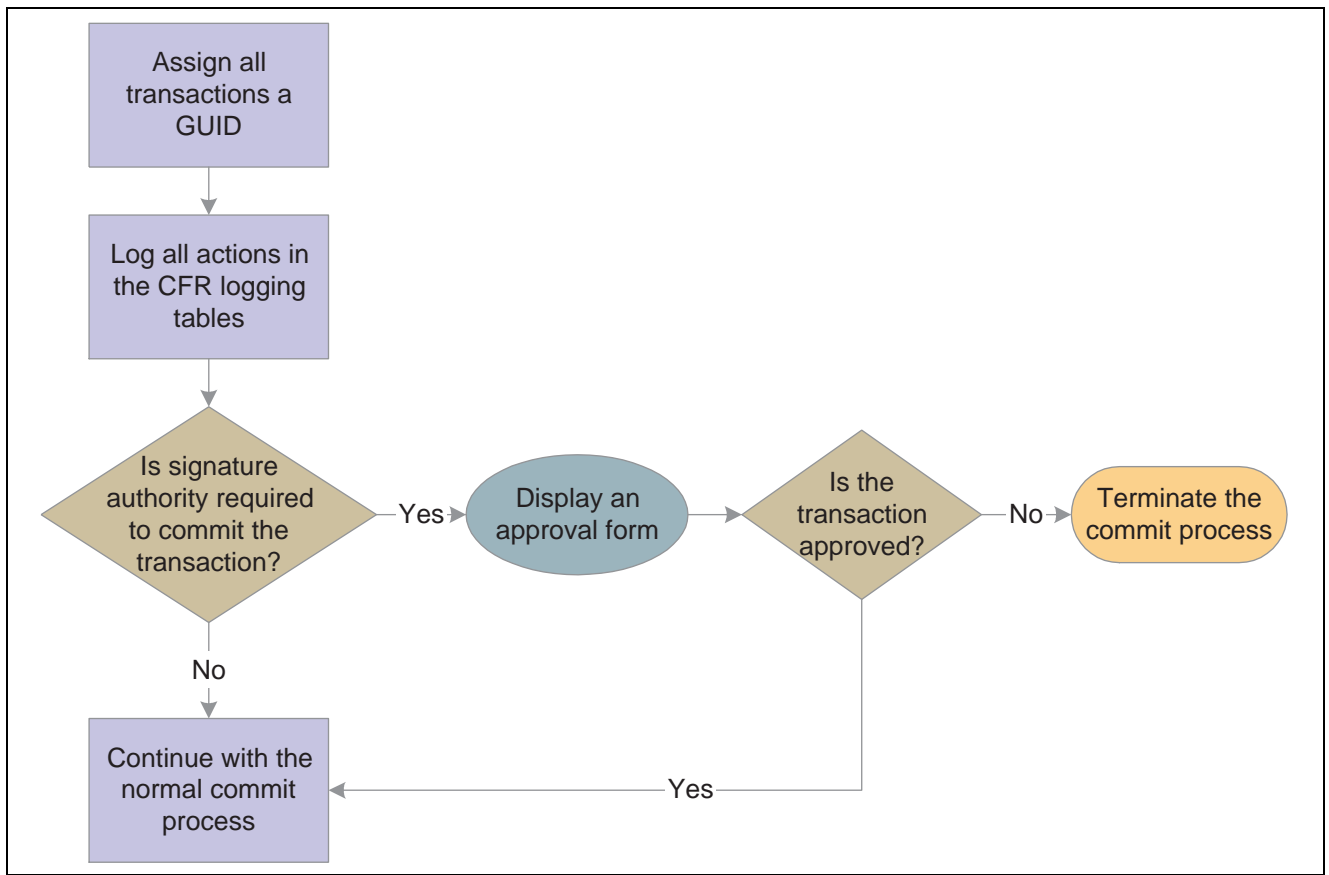 Assign all
transactions a
GUID
Log all actions in
the CFR logging
tables
Is signature
authority required
to commit the
transaction?
Yes
Display an
approval form
Is the
transaction
approved?
No
Terminate the
commit process
No
Continue with the
normal commit
process
Yes